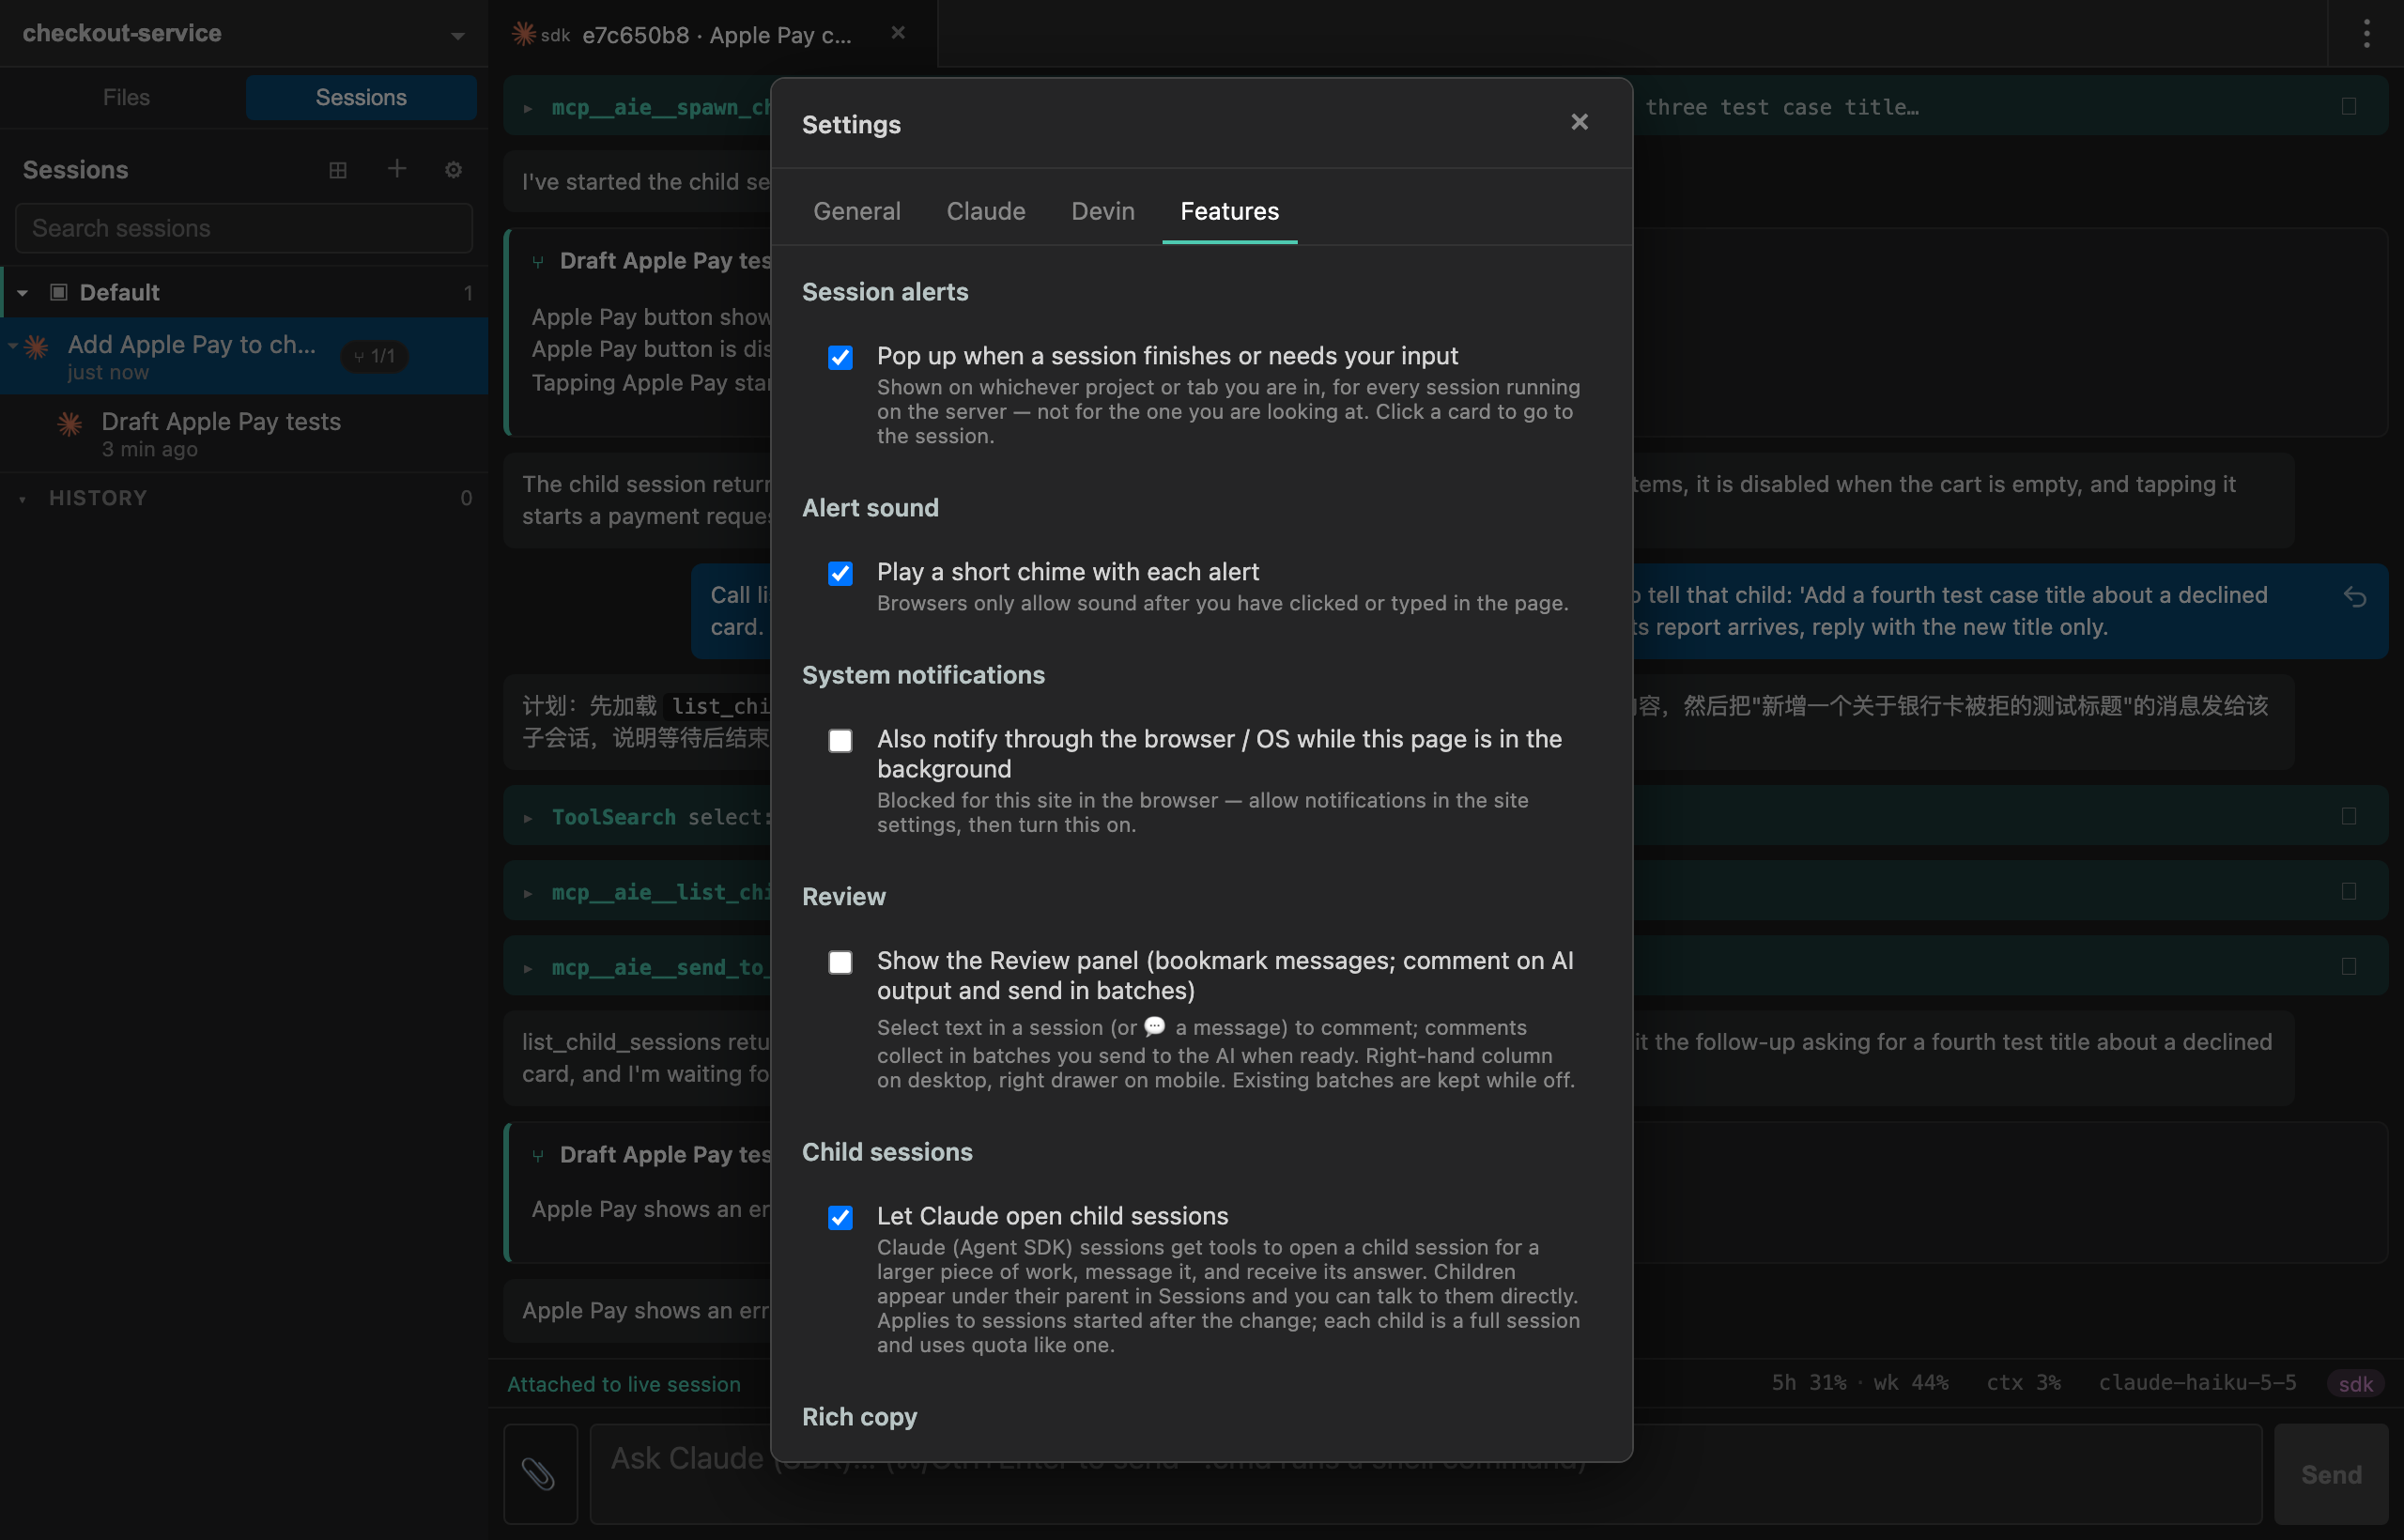 checkout-service
sdk e7c650b8 · Apple Pay c...
Files
Sessions
Sessions
Search sessions
Default 1
Add Apple Pay to ch...
1/1
just now
Draft Apple Pay tests
3 min ago
HISTORY 0
mcp__aie__spawn_ch
three test case title…
I've started the child se
Draft Apple Pay tes
Apple Pay button show
Apple Pay button is dis
Tapping Apple Pay star
The child session return
tems, it is disabled when the cart is empty, and tapping it
starts a payment reques
Call li
tell that child: 'Add a fourth test case title about a declined
card.
ts report arrives, reply with the new title only.
计划：先加载 list_chi
容，然后把"新增一个关于银行卡被拒的测试标题"的消息发给该
子会话，说明等待后结束
ToolSearch select:
mcp__aie__list_chi
mcp__aie__send_to_
list_child_sessions retu
it the follow-up asking for a fourth test title about a declined
card, and I'm waiting fo
Draft Apple Pay tes
Apple Pay shows an er
Apple Pay shows an err
Attached to live session
5h 31% · wk 44% ctx 3% claude-haiku-5-5 sdk
Ask Claude
Send
Settings
General Claude Devin Features
Session alerts
Pop up when a session finishes or needs your input
Shown on whichever project or tab you are in, for every session running
on the server — not for the one you are looking at. Click a card to go to
the session.
Alert sound
Play a short chime with each alert
Browsers only allow sound after you have clicked or typed in the page.
System notifications
Also notify through the browser / OS while this page is in the
background
Blocked for this site in the browser — allow notifications in the site
settings, then turn this on.
Review
Show the Review panel (bookmark messages; comment on AI
output and send in batches)
Select text in a session (or 💬 a message) to comment; comments
collect in batches you send to the AI when ready. Right-hand column
on desktop, right drawer on mobile. Existing batches are kept while off.
Child sessions
Let Claude open child sessions
Claude (Agent SDK) sessions get tools to open a child session for a
larger piece of work, message it, and receive its answer. Children
appear under their parent in Sessions and you can talk to them directly.
Applies to sessions started after the change; each child is a full session
and uses quota like one.
Rich copy